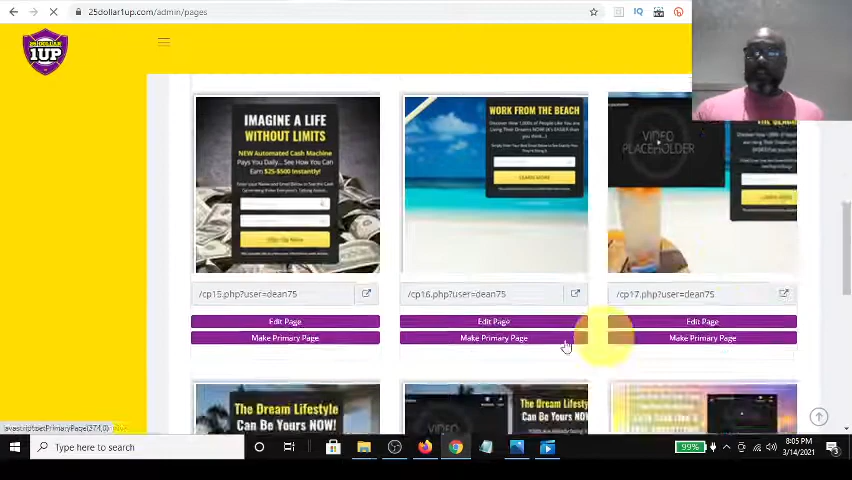 25dollar1up.com/admin/pages
1UP
IMAGINE A LIFE
WITHOUT LIMITS
NEW Automated Cash Machine
Pays You Daily... See How You Can
Earn $25-$500 Instantly!
WORK FROM THE BEACH
LEARN MORE
VIDEO
PLACEHOLDER
/cp15.php?user=dean75
/cp16.php?user=dean75
/cp17.php?user=dean75
Edit Page
Edit Page
Edit Page
Make Primary Page
Make Primary Page
Make Primary Page
The Dream Lifestyle
Can Be Yours NOW!
The Dream Lifestyle
Can Be Yours NOW!
Type here to search
99%
8:05 PM
3/14/2021